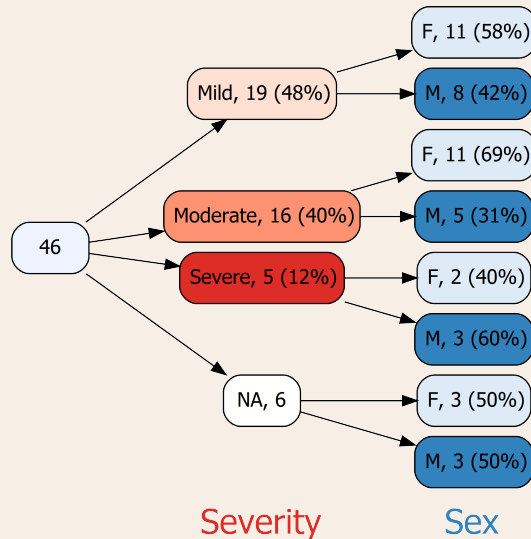 F, 11 (58%)
Mild, 19 (48%)
M, 8 (42%)
F, 11 (69%)
Moderate, 16 (40%)
M, 5 (31%)
46
Severe, 5 (12%)
F, 2 (40%)
M, 3 (60%)
NA, 6
F, 3 (50%)
M, 3 (50%)
Severity
Sex